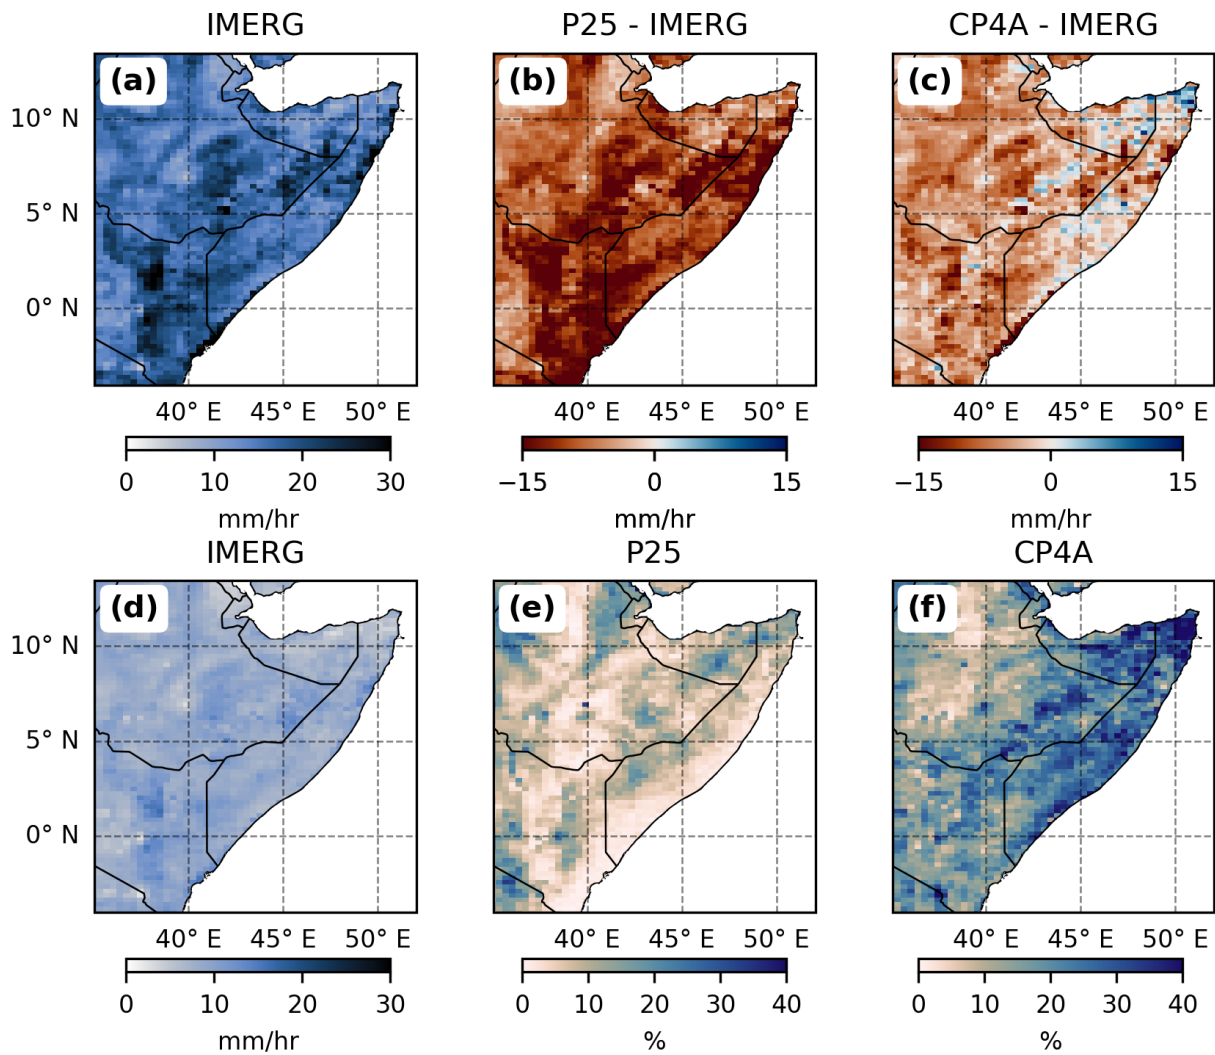 IMERG
P25 - IMERG
CP4A - IMERG
(a)
(b)
(c)
10° N
5° N
0° N
40° E 45° E 50° E
40° E 45° E 50° E
40° E 45° E 50° E
0 10 20 30
−15 0 15
−15 0 15
mm/hr
mm/hr
mm/hr
IMERG
P25
CP4A
(d)
(e)
(f)
10° N
5° N
0° N
40° E 45° E 50° E
40° E 45° E 50° E
40° E 45° E 50° E
0 10 20 30
0 10 20 30 40
0 10 20 30 40
mm/hr
%
%